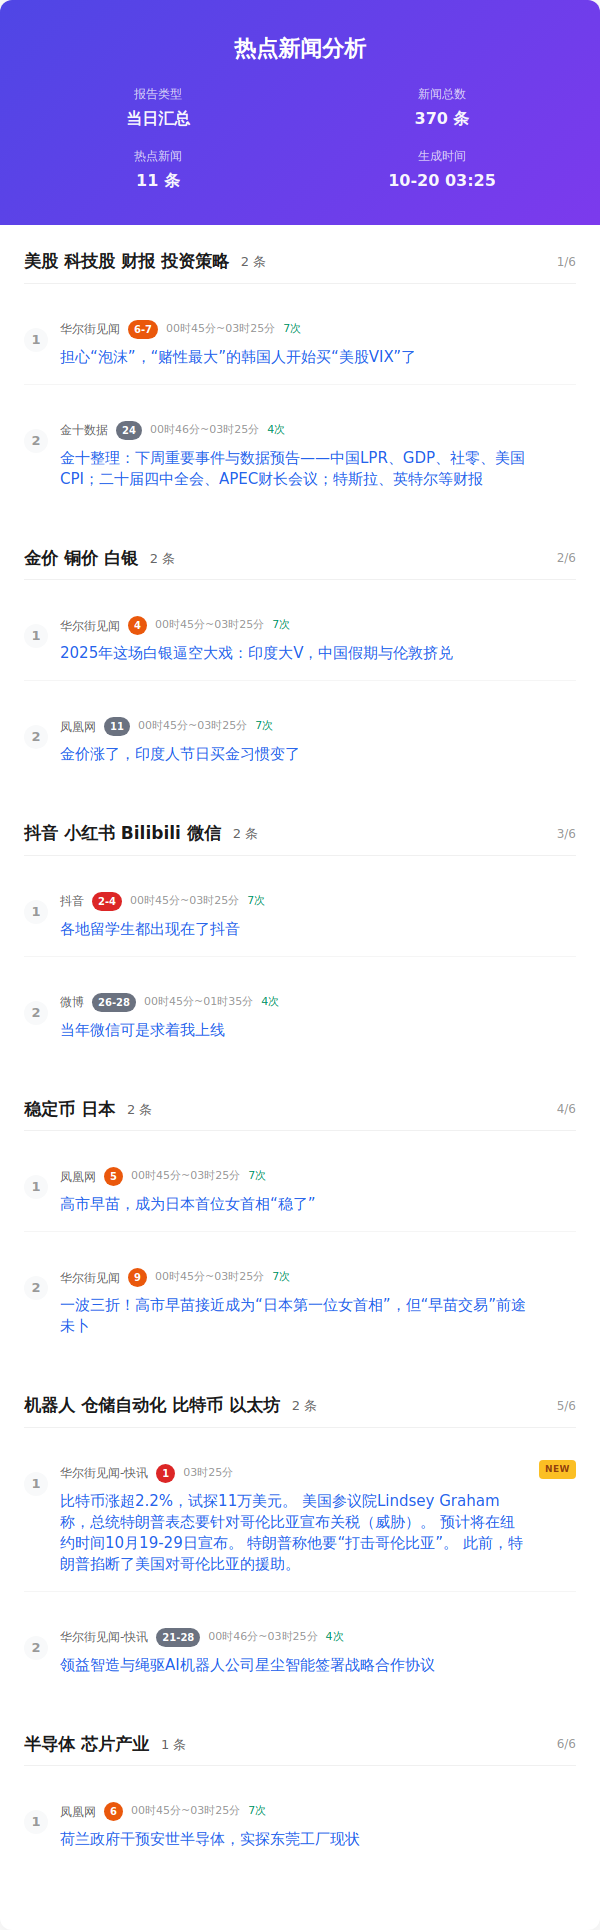 热点新闻分析
报告类型
新闻总数
当日汇总
370 条
热点新闻
生成时间
11 条
10-20 03:25
美股 科技股 财报 投资策略 2 条 1/6
1 华尔街见闻 6-7 00时45分~03时25分 7次
担心“泡沫”，“赌性最大”的韩国人开始买“美股VIX”了
2 金十数据 24 00时46分~03时25分 4次
金十整理：下周重要事件与数据预告——中国LPR、GDP、社零、美国
CPI；二十届四中全会、APEC财长会议；特斯拉、英特尔等财报
金价 铜价 白银 2 条 2/6
1 华尔街见闻 4 00时45分~03时25分 7次
2025年这场白银逼空大戏：印度大V，中国假期与伦敦挤兑
2 凤凰网 11 00时45分~03时25分 7次
金价涨了，印度人节日买金习惯变了
抖音 小红书 Bilibili 微信 2 条 3/6
1 抖音 2-4 00时45分~03时25分 7次
各地留学生都出现在了抖音
2 微博 26-28 00时45分~01时35分 4次
当年微信可是求着我上线
稳定币 日本 2 条 4/6
1 凤凰网 5 00时45分~03时25分 7次
高市早苗，成为日本首位女首相“稳了”
2 华尔街见闻 9 00时45分~03时25分 7次
一波三折！高市早苗接近成为“日本第一位女首相”，但“早苗交易”前途
未卜
机器人 仓储自动化 比特币 以太坊 2 条 5/6
1 华尔街见闻-快讯 1 03时25分 NEW
比特币涨超2.2%，试探11万美元。 美国参议院Lindsey Graham
称，总统特朗普表态要针对哥伦比亚宣布关税（威胁）。 预计将在纽
约时间10月19-29日宣布。 特朗普称他要“打击哥伦比亚”。 此前，特
朗普掐断了美国对哥伦比亚的援助。
2 华尔街见闻-快讯 21-28 00时46分~03时25分 4次
领益智造与绳驱AI机器人公司星尘智能签署战略合作协议
半导体 芯片产业 1 条 6/6
1 凤凰网 6 00时45分~03时25分 7次
荷兰政府干预安世半导体，实探东莞工厂现状